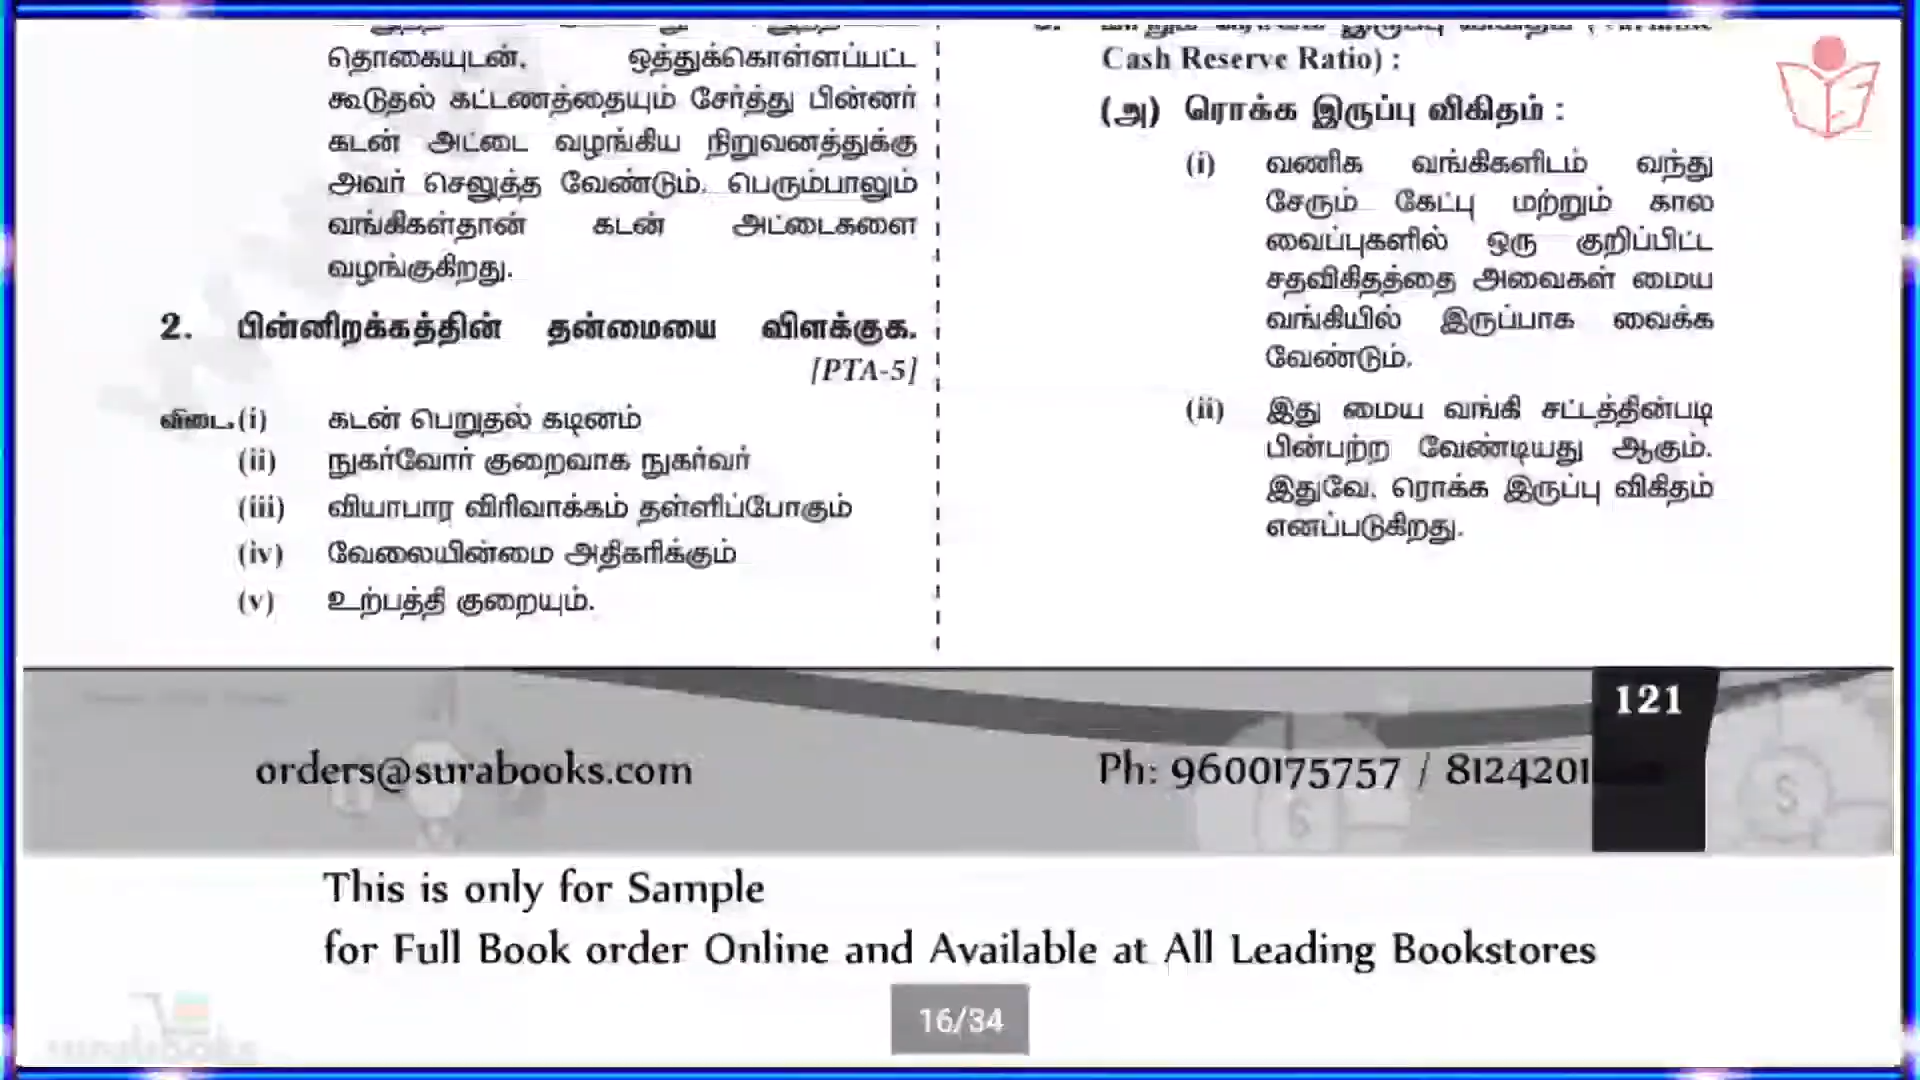 தொகையுடன், ஒத்துக்கொள்ளப்பட்ட
கூடுதல் கட்டணத்தையும் சேர்த்து பின்னர்
கடன் அட்டை வழங்கிய நிறுவனத்துக்கு
அவர் செலுத்த வேண்டும். பெரும்பாலும்
வங்கிகள்தான் கடன் அட்டைகளை
வழங்குகிறது.
2. பின்னிறக்கத்தின் தன்மையை விளக்குக.
[PTA-5]
விடை. (i) கடன் பெறுதல் கடினம்
(ii) நுகர்வோர் குறைவாக நுகர்வர்
(iii) வியாபார விரிவாக்கம் தள்ளிப்போகும்
(iv) வேலையின்மை அதிகரிக்கும்
(v) உற்பத்தி குறையும்.
Cash Reserve Ratio) :
(அ) ரொக்க இருப்பு விகிதம் :
(i) வணிக வங்கிகளிடம் வந்து
சேரும் கேட்பு மற்றும் கால
வைப்புகளில் ஒரு குறிப்பிட்ட
சதவிகிதத்தை அவைகள் மைய
வங்கியில் இருப்பாக வைக்க
வேண்டும்.
(ii) இது மைய வங்கி சட்டத்தின்படி
பின்பற்ற வேண்டியது ஆகும்.
இதுவே, ரொக்க இருப்பு விகிதம்
எனப்படுகிறது.
121
orders@surabooks.com Ph: 9600175757 / 8124201
This is only for Sample
for Full Book order Online and Available at All Leading Bookstores
16/34